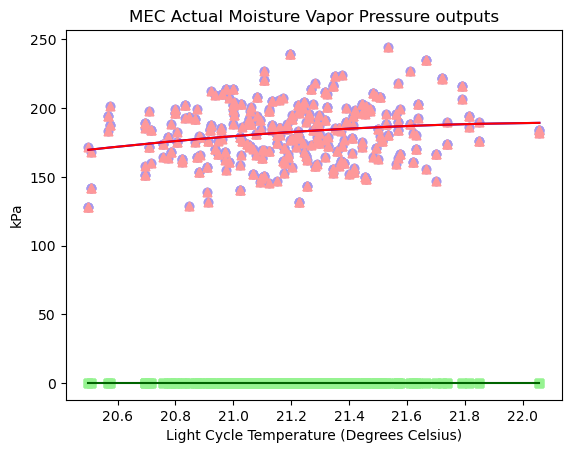 MEC Actual Moisture Vapor Pressure outputs
250
200
150
100
50
0
kPa
20.6 20.8 21.0 21.2 21.4 21.6 21.8 22.0
Light Cycle Temperature (Degrees Celsius)